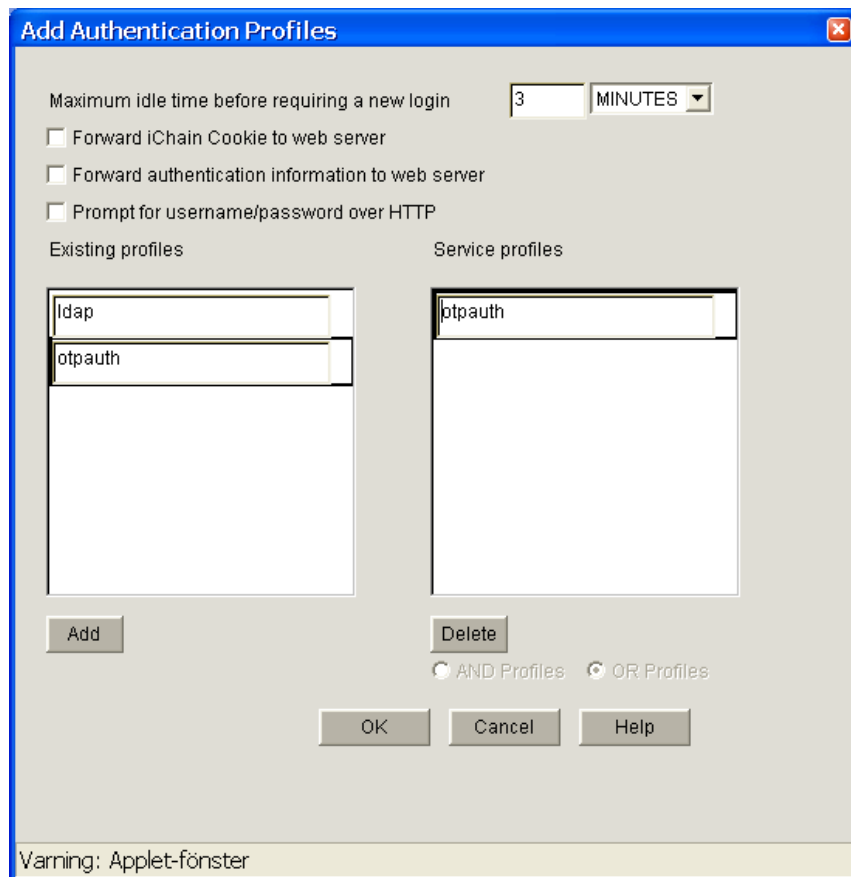 Add Authentication Profiles
Maximum idle time before requiring a new login 3 MINUTES
Forward iChain Cookie to web server
Forward authentication information to web server
Prompt for username/password over HTTP
Existing profiles Service profiles
ldap otpauth
otpauth
Add Delete
AND Profiles OR Profiles
OK Cancel Help
Varning: Applet-fönster